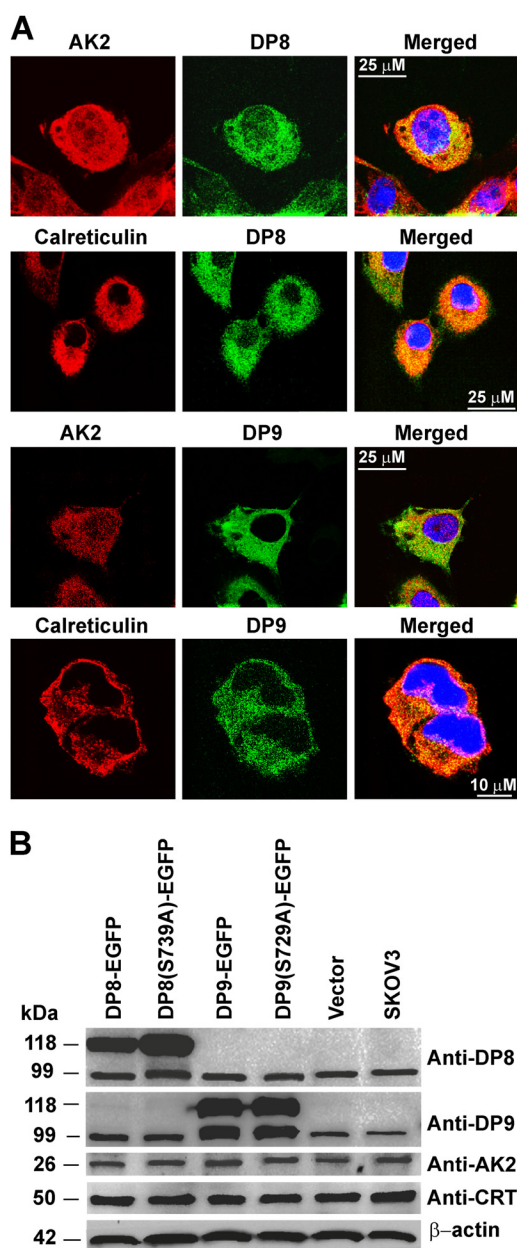 A
AK2 DP8 Merged
25 μM
Calreticulin DP8 Merged
25 μM
AK2 DP9 Merged
25 μM
Calreticulin DP9 Merged
10 μM
B
DP8-EGFP
DP8(S739A)-EGFP
DP9-EGFP
DP9(S729A)-EGFP
Vector
SKOV3
kDa
118
99
Anti-DP8
118
99
Anti-DP9
26 Anti-AK2
50 Anti-CRT
42 β–actin